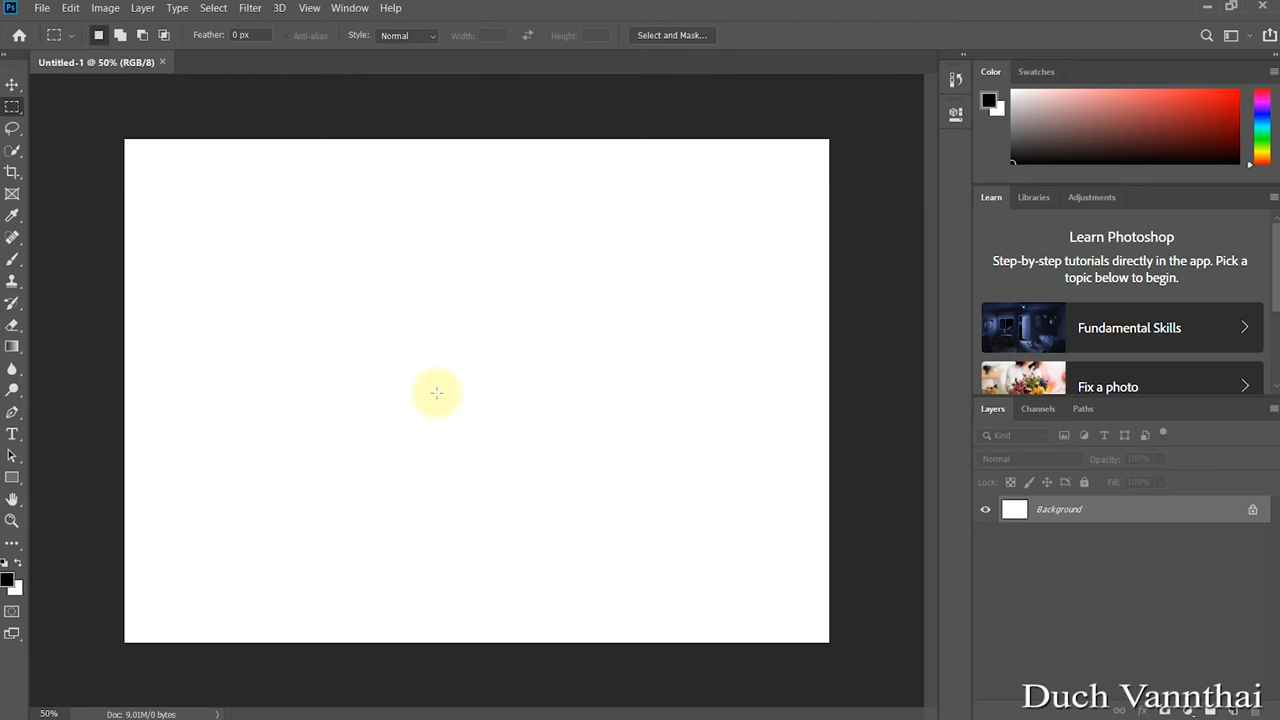 Ps File Edit Image Layer Type Select Filter 3D View Window Help
Feather: 0 px Anti-alias Style: Normal Width: Height: Select and Mask...
Untitled-1 @ 50% (RGB/8)
Color Swatches
Learn Libraries Adjustments
Learn Photoshop
Step-by-step tutorials directly in the app. Pick a
topic below to begin.
Fundamental Skills
Fix a photo
Layers Channels Paths
Kind
Normal Opacity: 100%
Lock: Fill: 100%
Background
50% Doc: 9.01M/0 bytes
Duch Vannthai